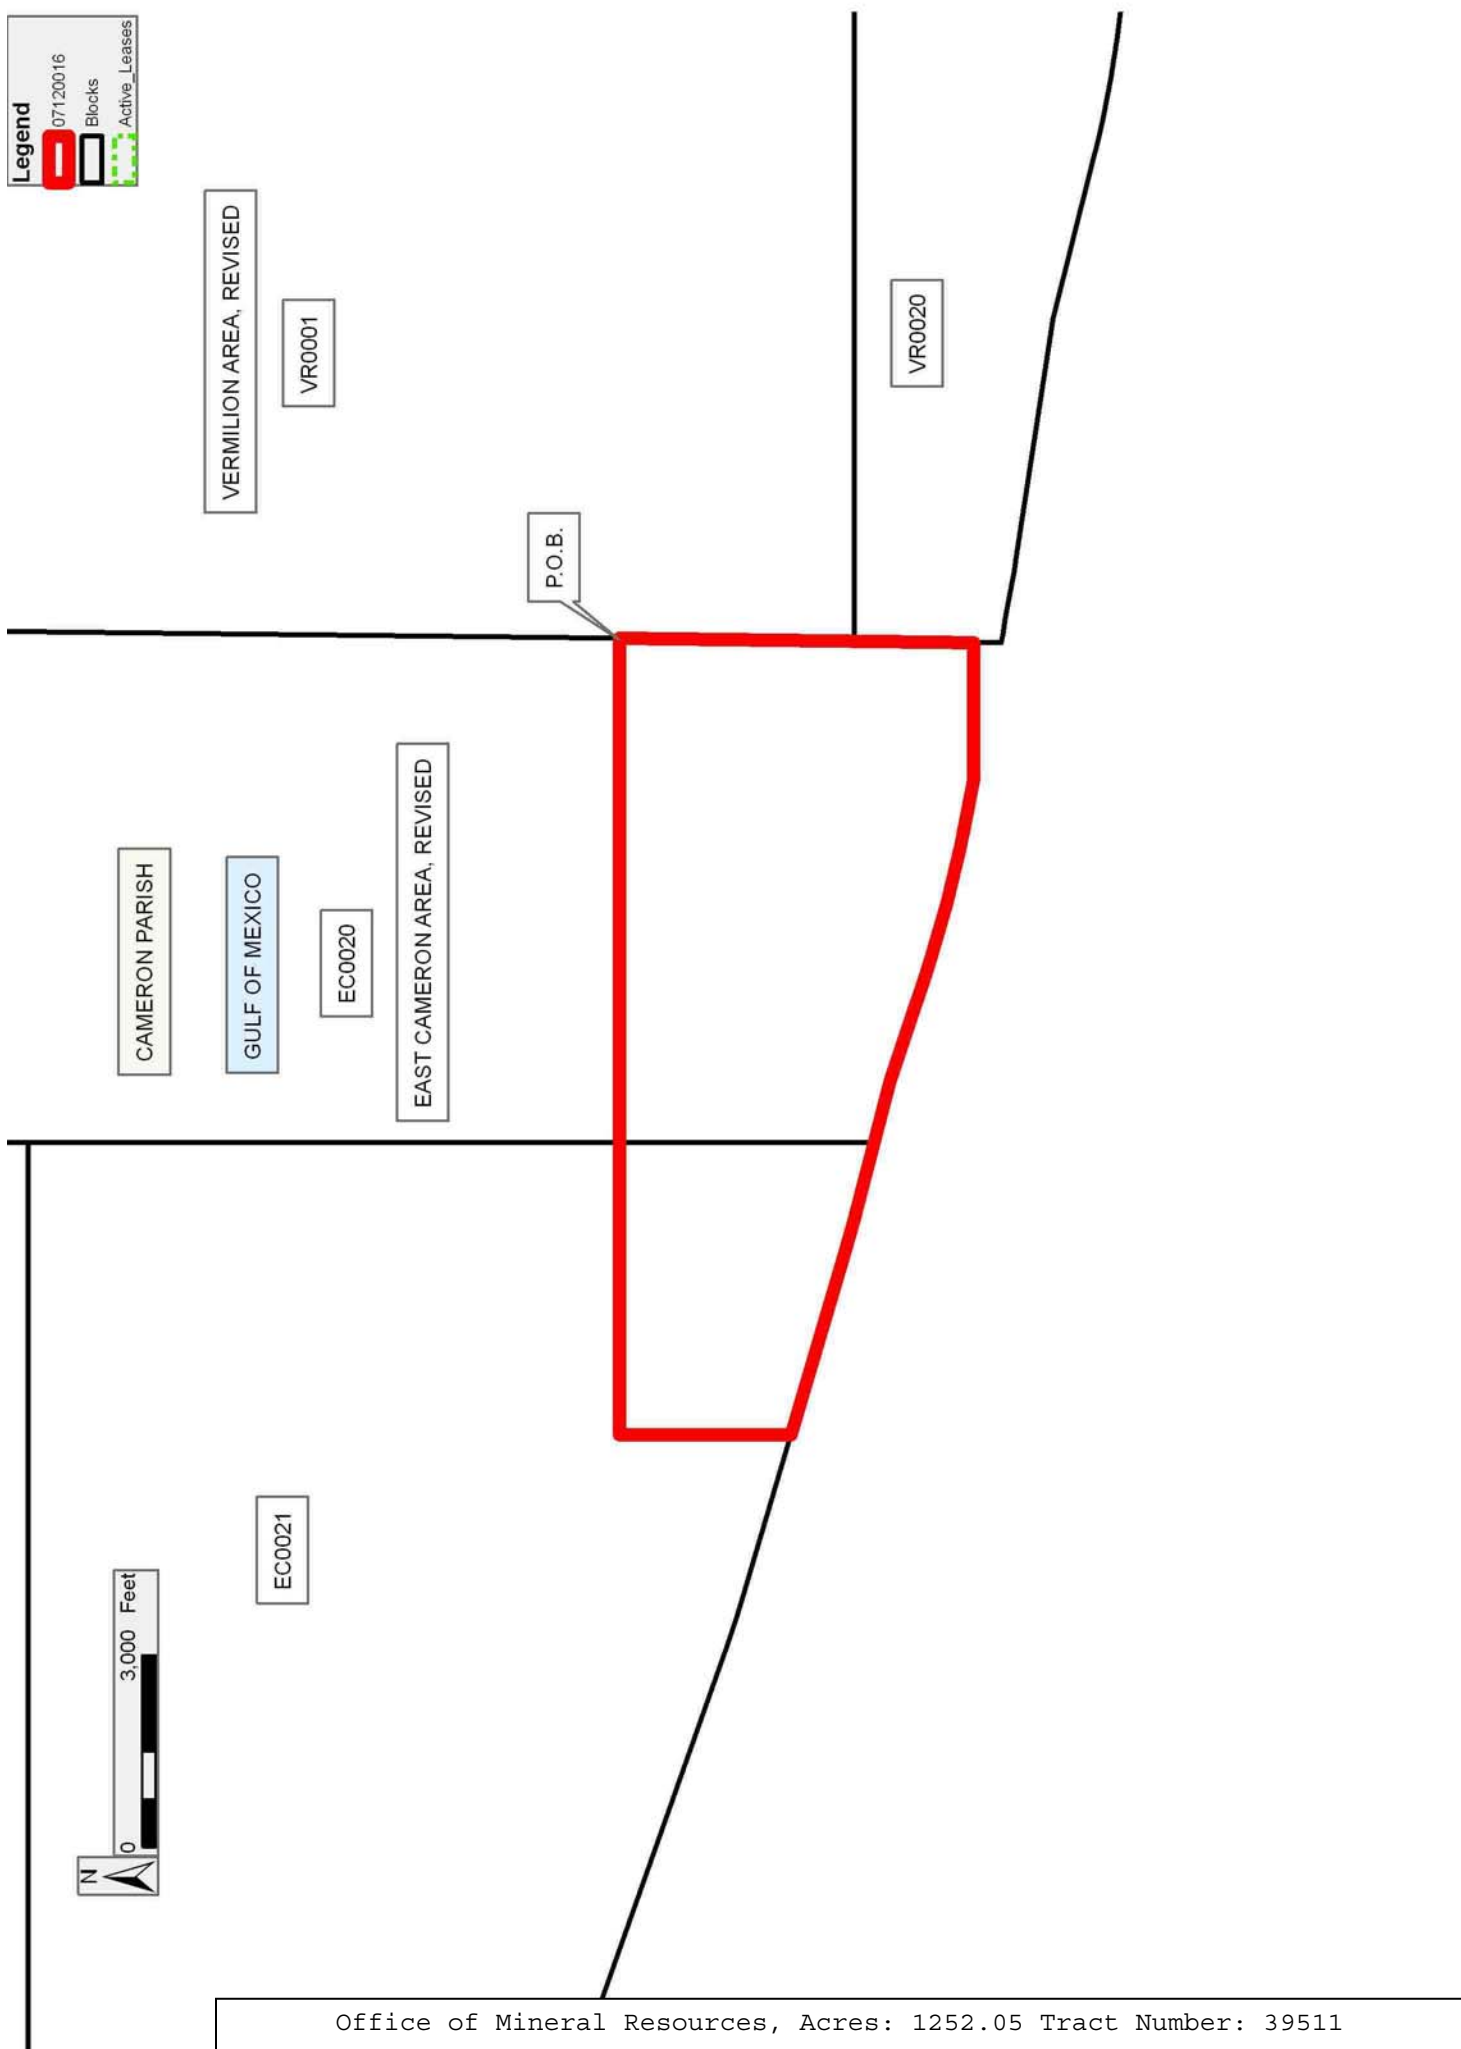 Legend
07120016
Blocks
Active_Leases
VERMILION AREA, REVISED
VR0001
VR0020
P.O.B.
CAMERON PARISH
GULF OF MEXICO
EC0020
EAST CAMERON AREA, REVISED
EC0021
N
0 3,000 Feet
Office of Mineral Resources, Acres: 1252.05 Tract Number: 39511